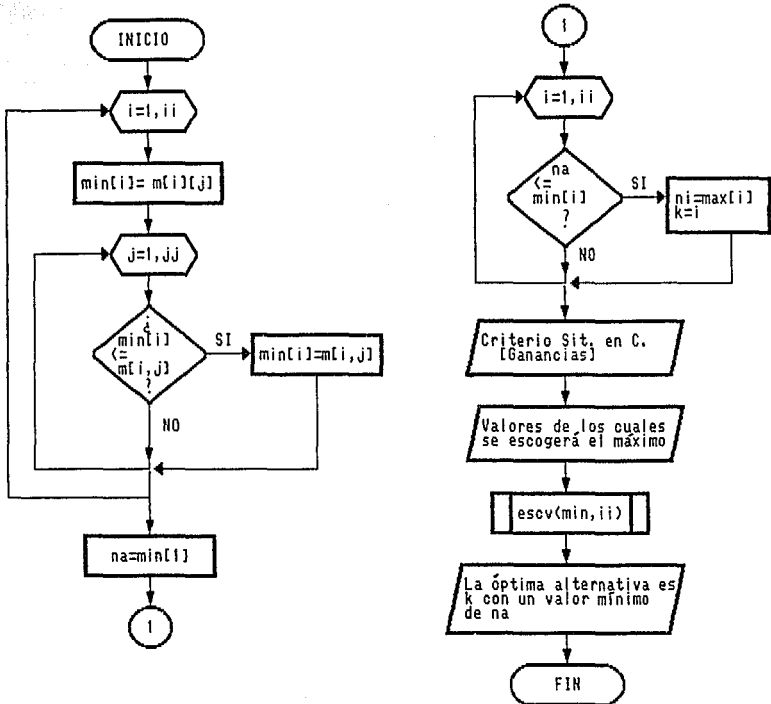 INICIO
i=1,ii
min[i]= m[i][j]
j=1,jj
¿
min[i]
<=
m[i,j]
?
SI
min[i]=m[i,j]
NO
na=min[1]
1
1
i=1,ii
na
<=
min[i]
?
SI
ni=max[i]
k=i
NO
Criterio Sit. en C.
[Ganancias]
Valores de los cuales
se escogerá el máximo
escv(min,ii)
La óptima alternativa es
k con un valor mínimo
de na
FIN